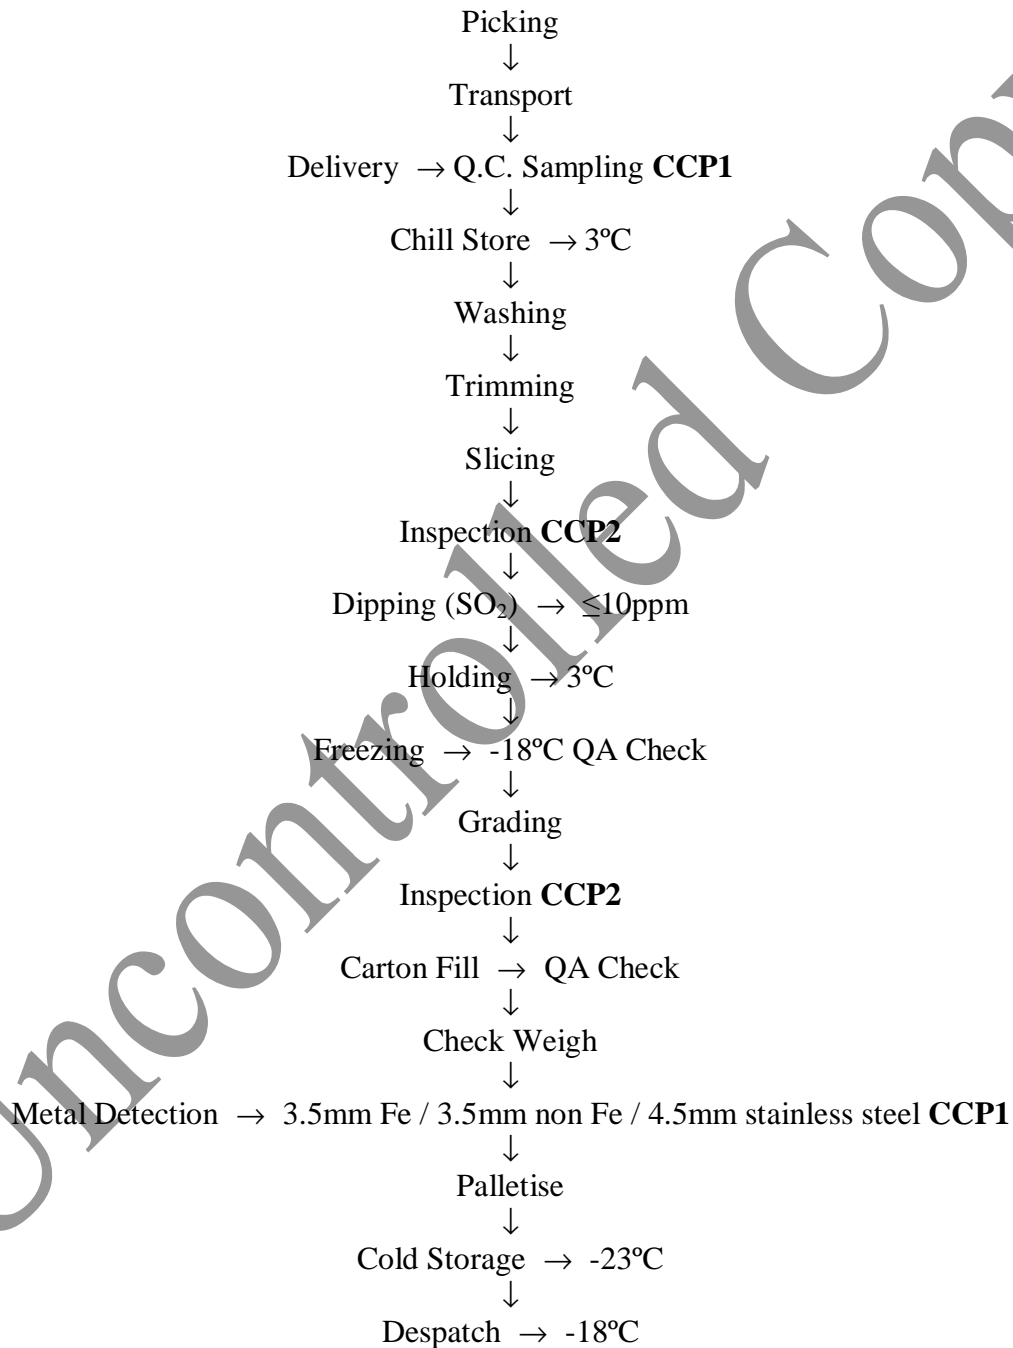 Picking
↓
Transport
↓
Delivery → Q.C. Sampling CCP1
↓
Chill Store → 3ºC
↓
Washing
↓
Trimming
↓
Slicing
↓
Inspection CCP2
↓
Dipping (SO₂) → ≤10ppm
↓
Holding → 3ºC
↓
Freezing → -18ºC QA Check
↓
Grading
↓
Inspection CCP2
↓
Carton Fill → QA Check
↓
Check Weigh
↓
Metal Detection → 3.5mm Fe / 3.5mm non Fe / 4.5mm stainless steel CCP1
↓
Palletise
↓
Cold Storage → -23ºC
↓
Despatch → -18ºC
Uncontrolled Cop